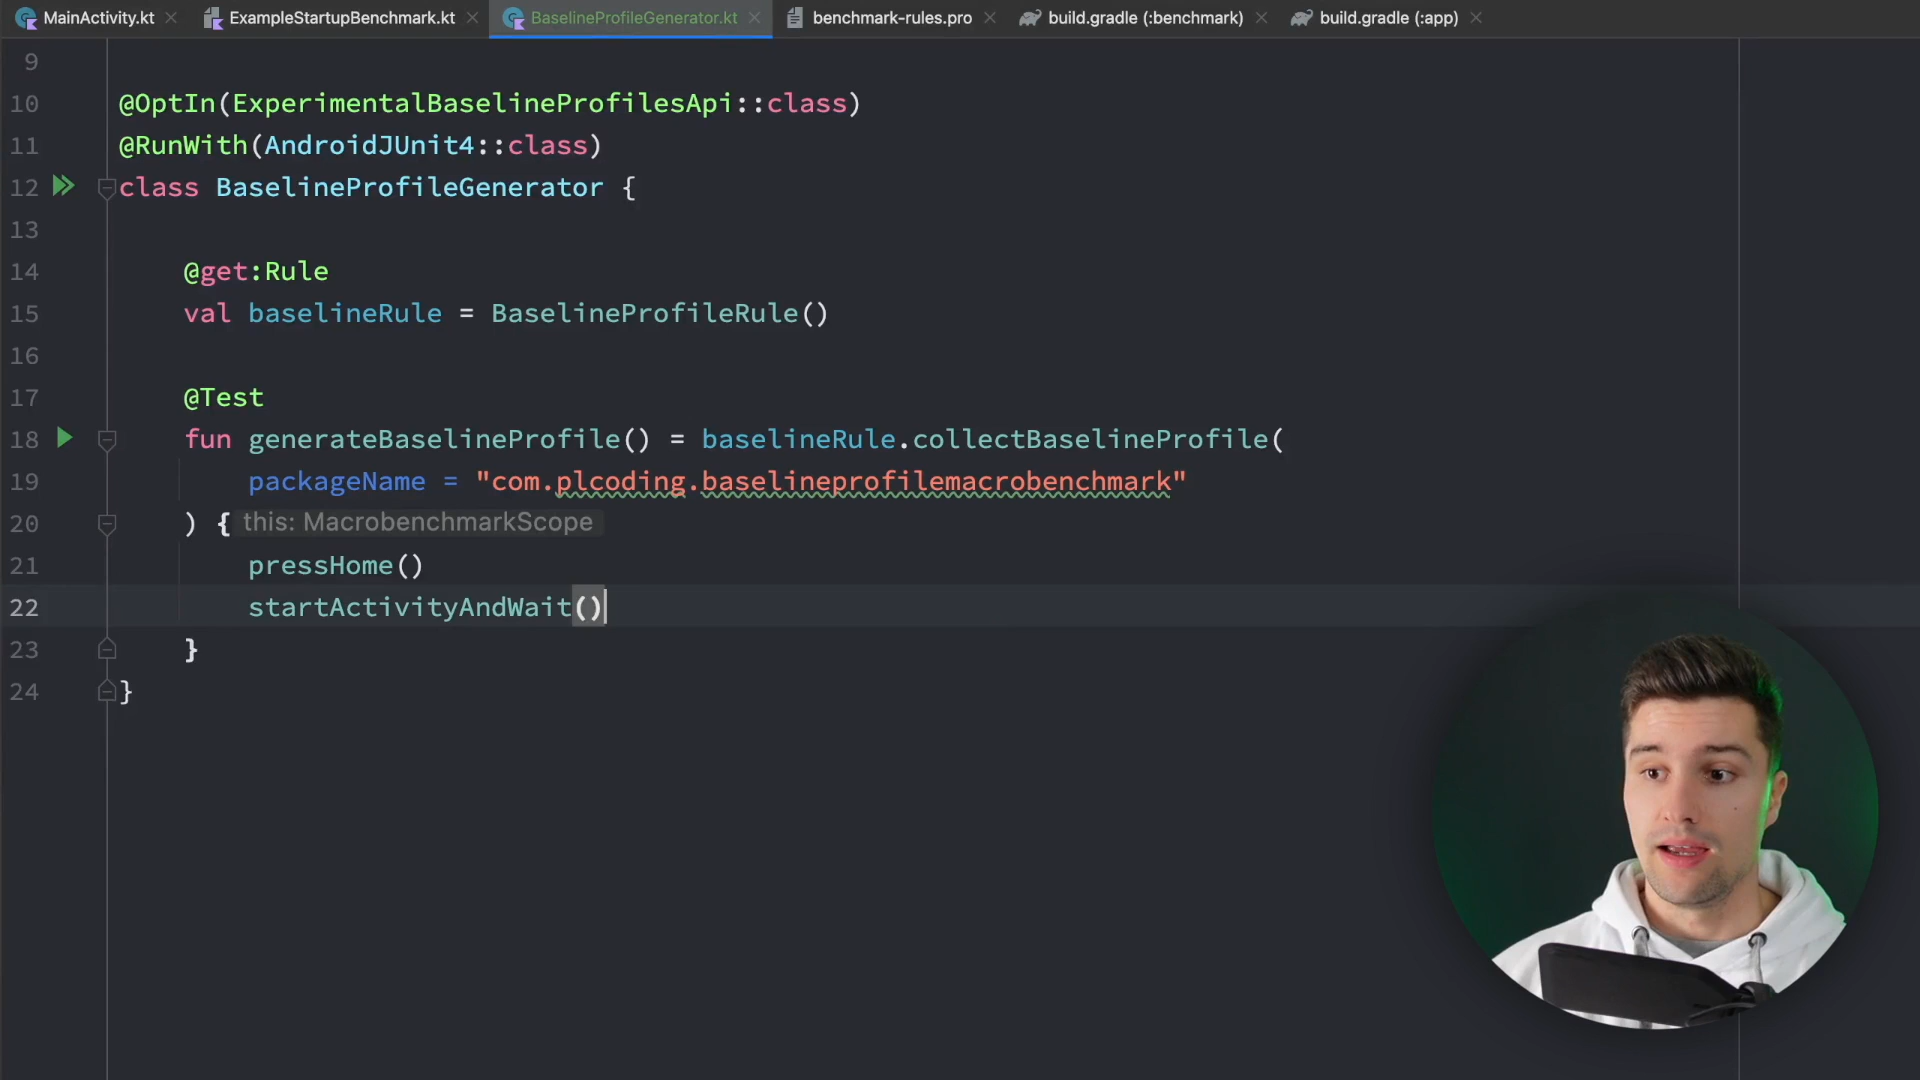 MainActivity.kt ExampleStartupBenchmark.kt BaselineProfileGenerator.kt benchmark-rules.pro build.gradle (:benchmark) build.gradle (:app)
9
10 @OptIn(ExperimentalBaselineProfilesApi::class)
11 @RunWith(AndroidJUnit4::class)
12 class BaselineProfileGenerator {
13
14 @get:Rule
15 val baselineRule = BaselineProfileRule()
16
17 @Test
18 fun generateBaselineProfile() = baselineRule.collectBaselineProfile(
19 packageName = "com.plcoding.baselineprofilemacrobenchmark"
20 ) { this: MacrobenchmarkScope
21 pressHome()
22 startActivityAndWait()
23 }
24 }